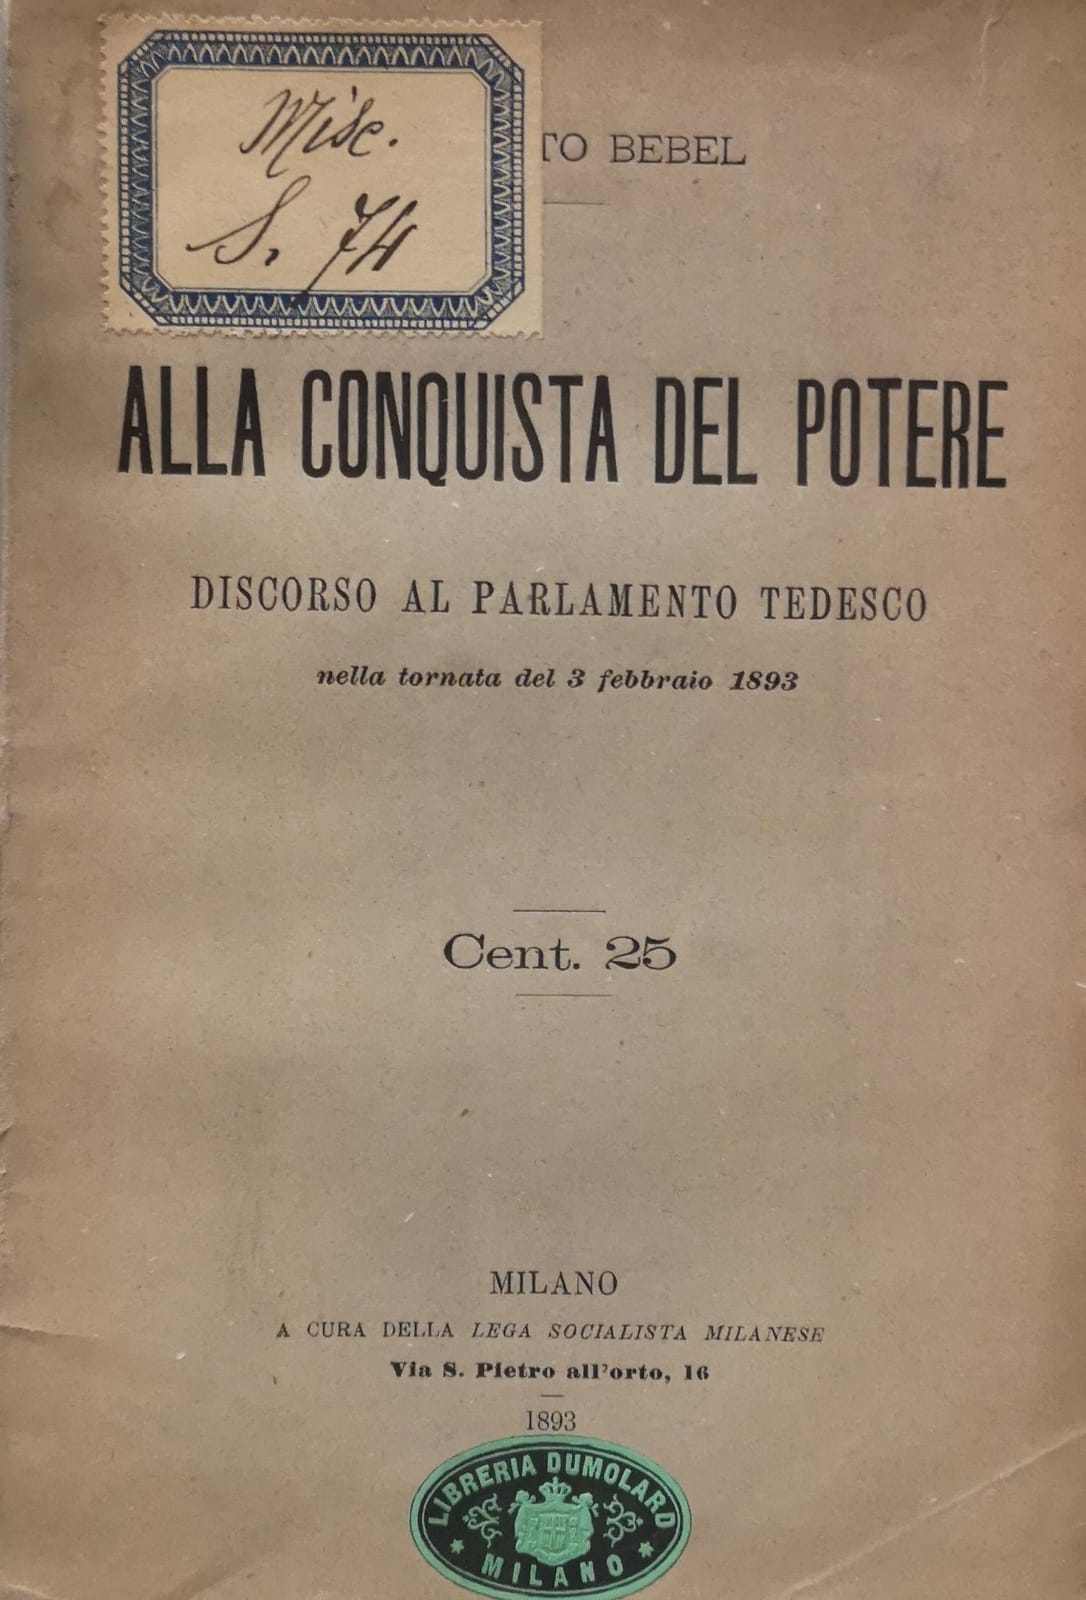 Misc.
S. 74
TO BEBEL
ALLA CONQUISTA DEL POTERE
DISCORSO AL PARLAMENTO TEDESCO
nella tornata del 3 febbraio 1893
Cent. 25
MILANO
A CURA DELLA LEGA SOCIALISTA MILANESE
Via S. Pietro all'orto, 16
1893
LIBRERIA DUMOLARD
MILANO